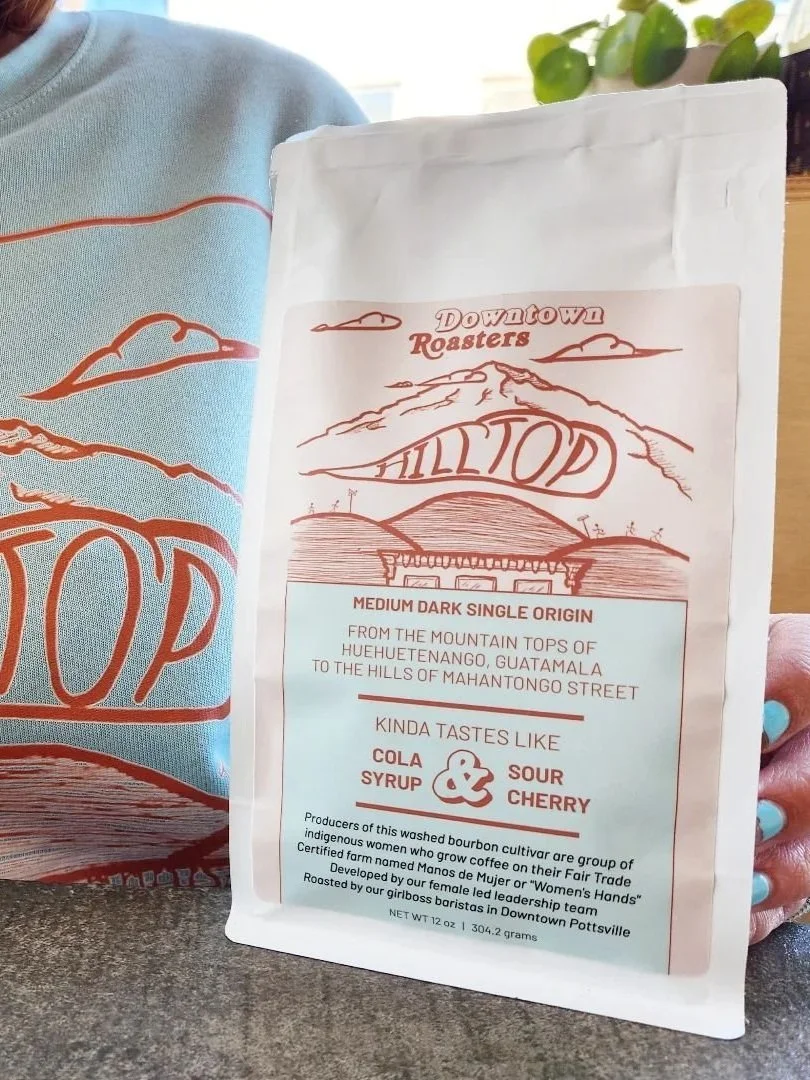 TOP
Downtown
Roasters
HILLTOP
MEDIUM DARK SINGLE ORIGIN
FROM THE MOUNTAIN TOPS OF
HUEHUETENANGO, GUATAMALA
TO THE HILLS OF MAHANTONGO STREET
KINDA TASTES LIKE
COLA SYRUP & SOUR CHERRY
Producers of this washed bourbon cultivar are group of
indigenous women who grow coffee on their Fair Trade
Certified farm named Manos de Mujer or "Women's Hands"
Developed by our female led leadership team
Roasted by our girlboss baristas in Downtown Pottsville
NET WT 12 oz | 304.2 grams